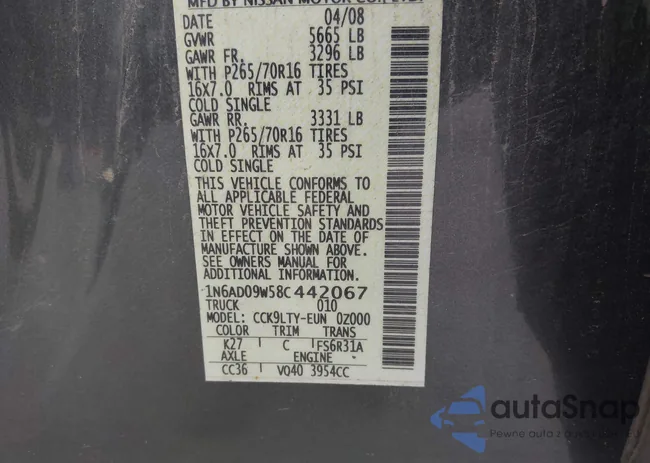 MFD BY NISSAN MOTOR CO., LTD.
DATE 04/08
GVWR 5665 LB
GAWR FR. 3296 LB
WITH P265/70R16 TIRES
16X7.0 RIMS AT 35 PSI
COLD SINGLE
GAWR RR. 3331 LB
WITH P265/70R16 TIRES
16X7.0 RIMS AT 35 PSI
COLD SINGLE
THIS VEHICLE CONFORMS TO
ALL APPLICABLE FEDERAL
MOTOR VEHICLE SAFETY AND
THEFT PREVENTION STANDARDS
IN EFFECT ON THE DATE OF
MANUFACTURE SHOWN ABOVE.
SEE OWNERS MANUAL FOR
ADDITIONAL INFORMATION.
1N6AD09W58C442067
TRUCK 010
MODEL: CCK9LTY-EUN 0Z000
COLOR TRIM TRANS
K27 C FS6R31A
AXLE ENGINE
CC36 VQ40 3954CC
autaSnap
Pewne auta z